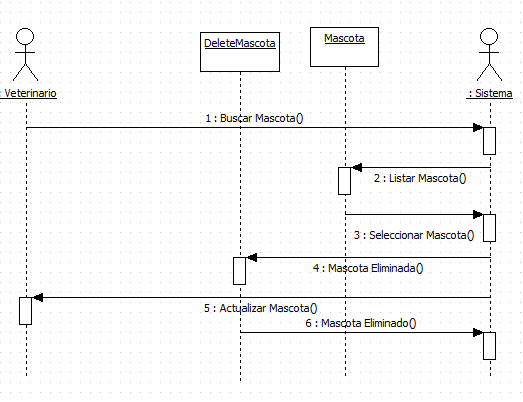 DeleteMascota
Mascota
: Veterinario
: Sistema
1 : Buscar Mascota()
2 : Listar Mascota()
3 : Seleccionar Mascota()
4 : Mascota Eliminada()
5 : Actualizar Mascota()
6 : Mascota Eliminado()